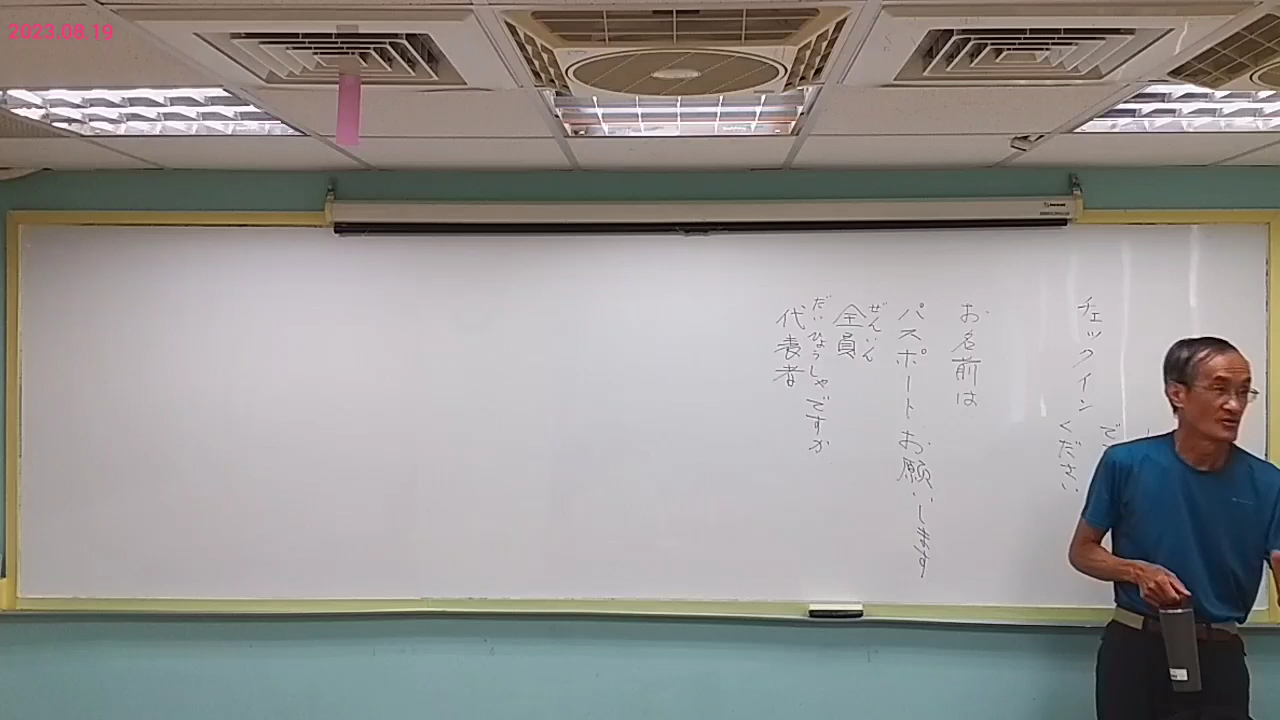 2023.08.19
チェックイン
ください
お名前は
パスポートお願いします
ぜんいん
全員
だいひょうしゃですか
代表者